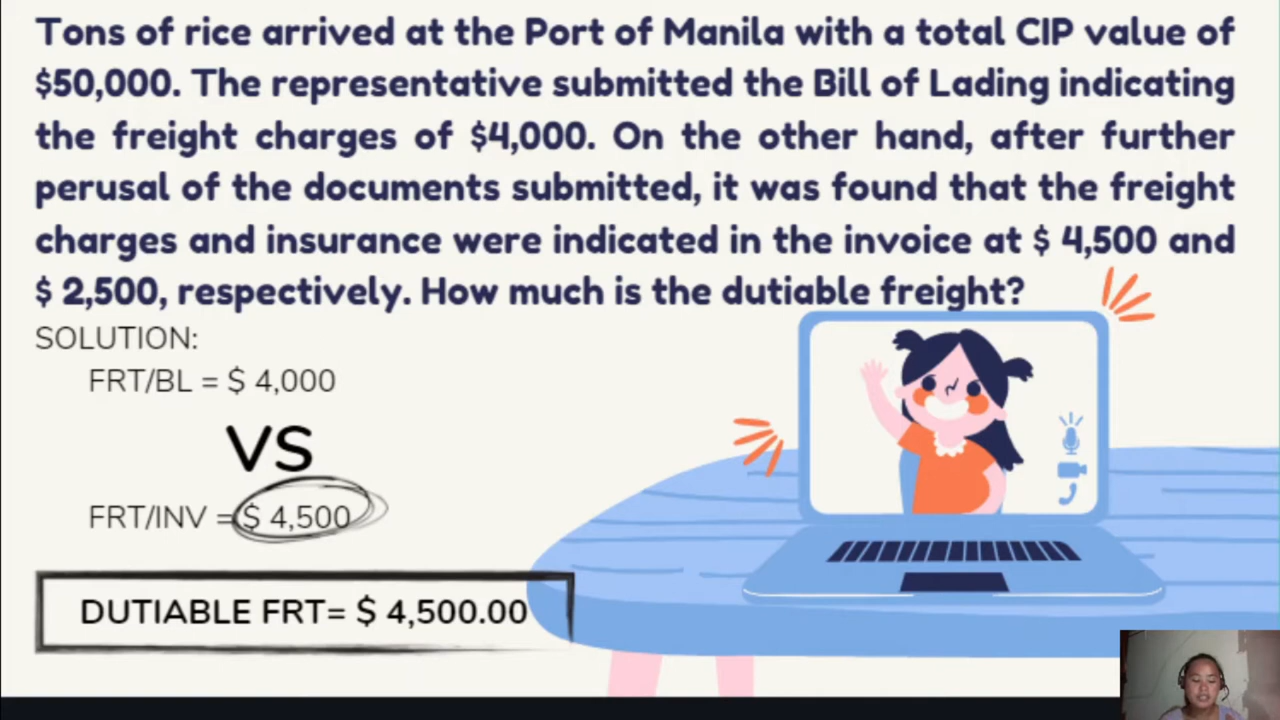 Tons of rice arrived at the Port of Manila with a total CIP value of
$50,000. The representative submitted the Bill of Lading indicating
the freight charges of $4,000. On the other hand, after further
perusal of the documents submitted, it was found that the freight
charges and insurance were indicated in the invoice at $ 4,500 and
$ 2,500, respectively. How much is the dutiable freight?
SOLUTION:
FRT/BL = $ 4,000
VS
FRT/INV = $ 4,500
DUTIABLE FRT= $ 4,500.00